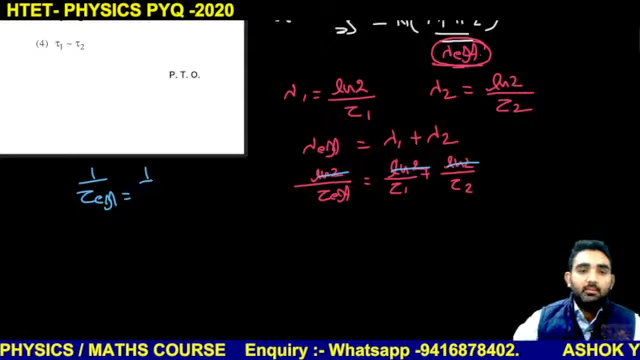 HTET- PHYSICS PYQ -2020
(4) τ₁ ~ τ₂
P. T. O.
λeff
λ₁ = ln2/τ₁
λ₂ = ln2/τ₂
λeff = λ₁ + λ₂
ln2/τeff = ln2/τ₁ + ln2/τ₂
1/τeff = 1
PHYSICS / MATHS COURSE Enquiry :- Whatsapp -9416878402. ASHOK Y